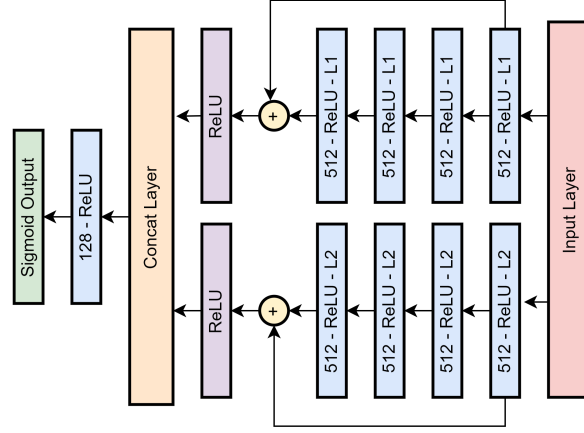 Sigmoid Output
128 - ReLU
Concat Layer
ReLU
+
512 - ReLU - L1
512 - ReLU - L1
512 - ReLU - L1
512 - ReLU - L1
ReLU
+
512 - ReLU - L2
512 - ReLU - L2
512 - ReLU - L2
512 - ReLU - L2
Input Layer